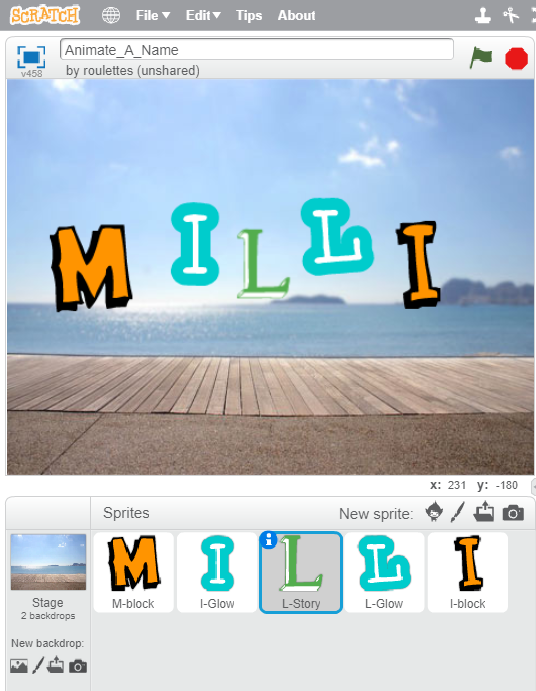 SCRATCH File Edit Tips About
Animate_A_Name
v458 by roulettes (unshared)
M I L L I
x: 231 y: -180
Sprites New sprite:
M I L L I
M-block I-Glow L-Story L-Glow I-block
Stage
2 backdrops
New backdrop: